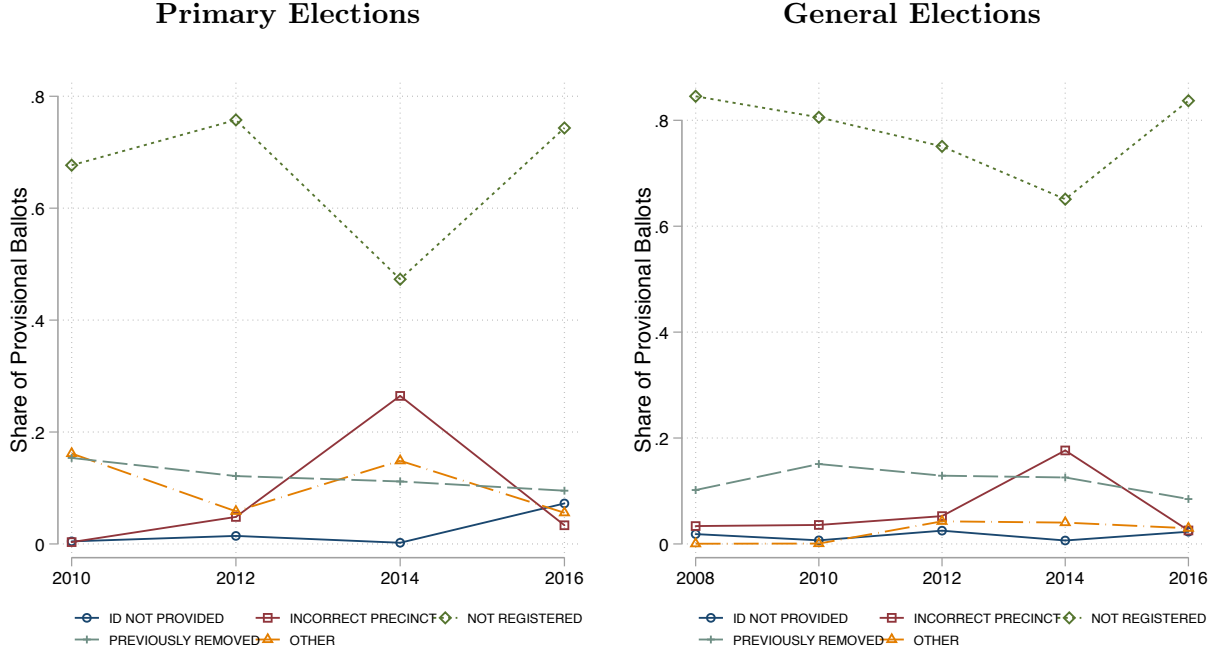 Primary Elections
General Elections
Share of Provisional Ballots
.8
.6
.4
.2
0
2010 2012 2014 2016
ID NOT PROVIDED INCORRECT PRECINCT NOT REGISTERED
PREVIOUSLY REMOVED OTHER
Share of Provisional Ballots
.8
.6
.4
.2
0
2008 2010 2012 2014 2016
ID NOT PROVIDED INCORRECT PRECINCT NOT REGISTERED
PREVIOUSLY REMOVED OTHER